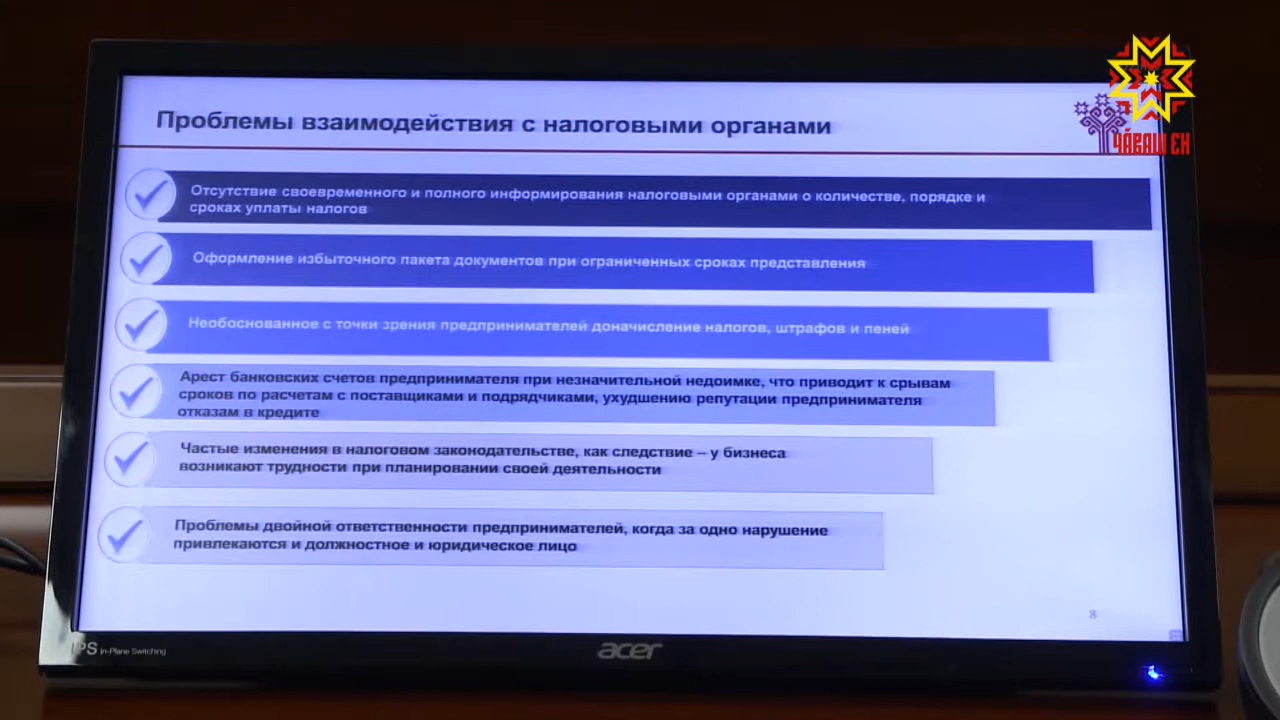 Проблемы взаимодействия с налоговыми органами
ЧӐВАШ ЕН
Отсутствие своевременного и полного информирования налоговыми органами о количестве, порядке и
сроках уплаты налогов
Оформление избыточного пакета документов при ограниченных сроках представления
Необоснованное с точки зрения предпринимателей доначисление налогов, штрафов и пеней
Арест банковских счетов предпринимателя при незначительной недоимке, что приводит к срывам
сроков по расчетам с поставщиками и подрядчиками, ухудшению репутации предпринимателя
отказам в кредите
Частые изменения в налоговом законодательстве, как следствие – у бизнеса
возникают трудности при планировании своей деятельности
Проблемы двойной ответственности предпринимателей, когда за одно нарушение
привлекаются и должностное и юридическое лицо
8
IPS In-Plane Switching
acer